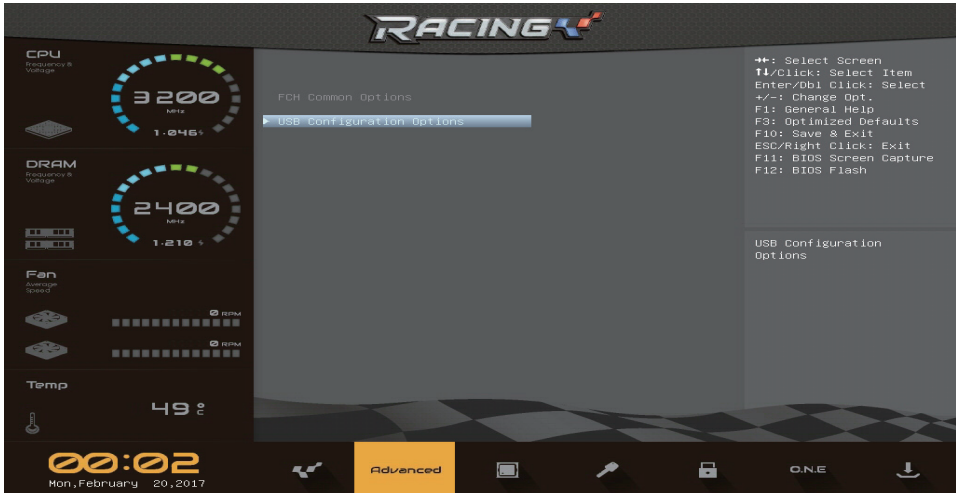 RACING
CPU
Frequency &
Voltage
3200
MHz
1.046v
DRAM
Frequency &
Voltage
2400
MHz
1.210 v
Fan
Average
Speed
0 RPM
0 RPM
Temp
49 °C
00:02
Mon,February 20,2017
FCH Common Options
USB Configuration Options
→←: Select Screen
↑↓/Click: Select Item
Enter/Dbl Click: Select
+/-: Change Opt.
F1: General Help
F3: Optimized Defaults
F10: Save & Exit
ESC/Right Click: Exit
F11: BIOS Screen Capture
F12: BIOS Flash
USB Configuration
Options
Advanced
O.N.E